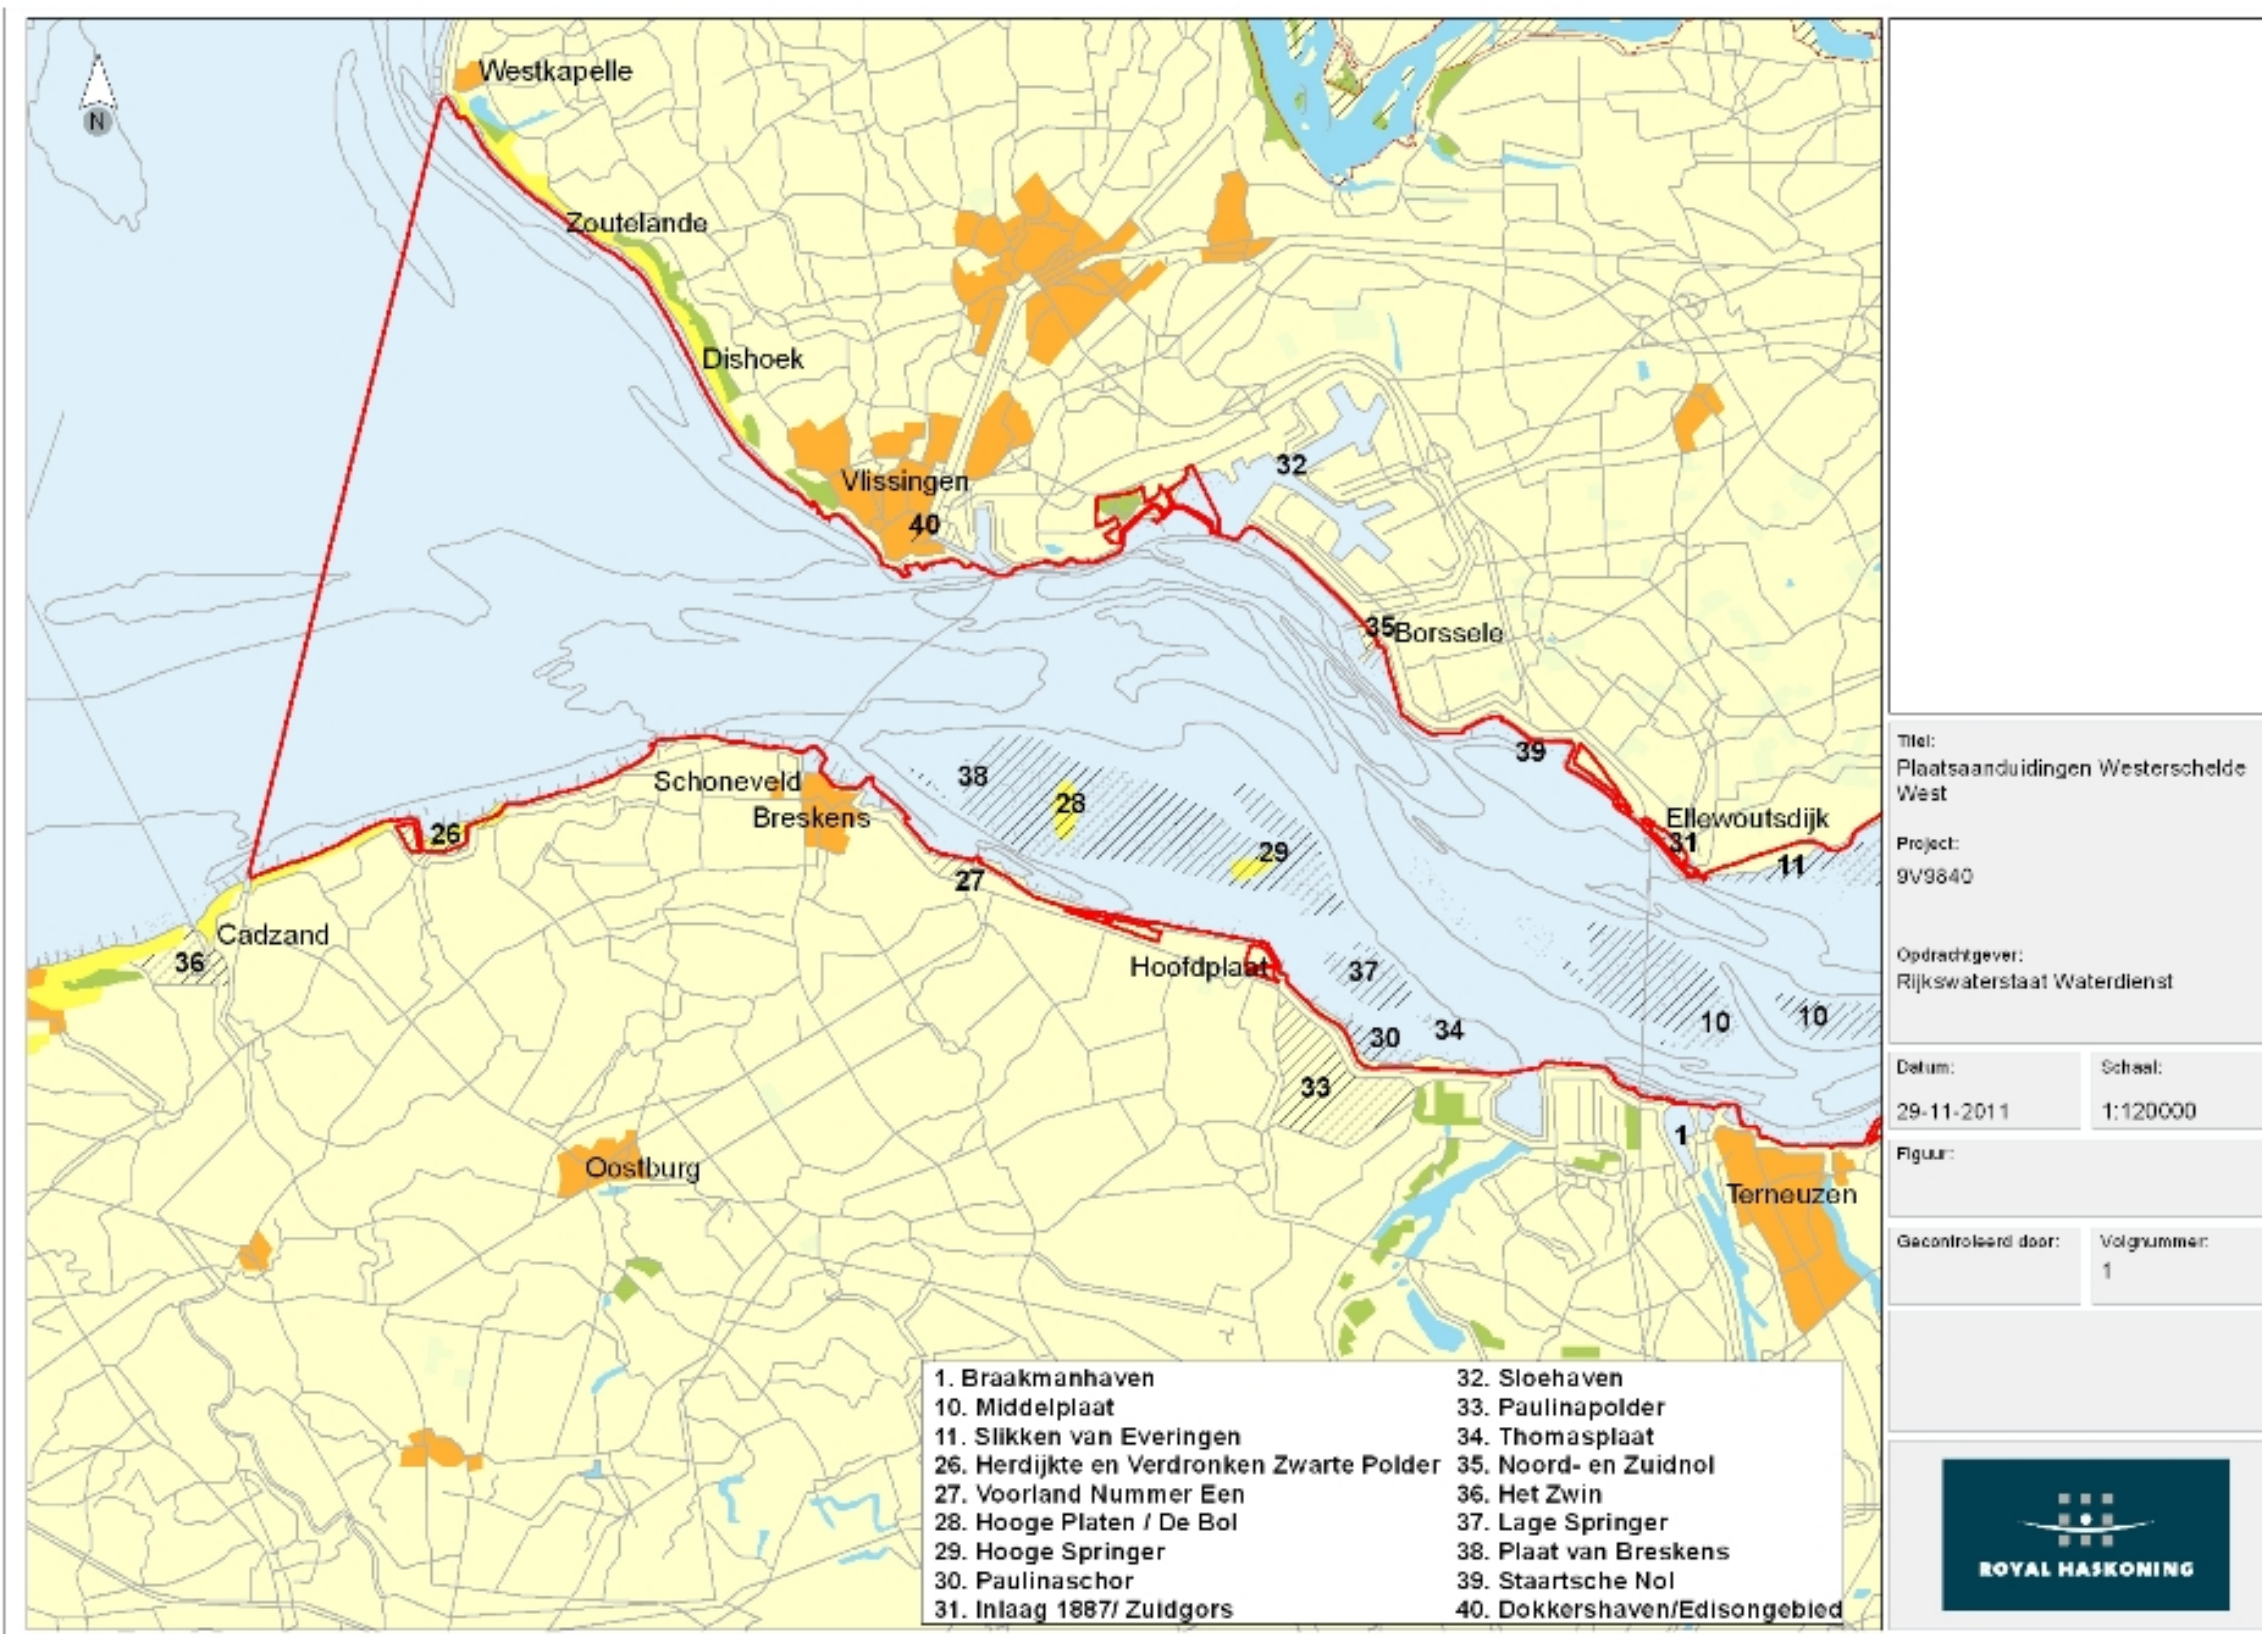 Westkapelle
N
Zoutelande
Dishoek
Vlissingen
40
32
35 Borssele
39
Schoneveld
Breskens
38
28
29
Ellewoutsdijk
31
11
26
27
Cadzand
36
Hoofdplaat
37
10
10
30
34
33
1
Oostburg
Terneuzen
1. Braakmanhaven
10. Middelplaat
11. Slikken van Everingen
26. Herdijkte en Verdronken Zwarte Polder
27. Voorland Nummer Een
28. Hooge Platen / De Bol
29. Hooge Springer
30. Paulinaschor
31. Inlaag 1887/ Zuidgors
32. Sloehaven
33. Paulinapolder
34. Thomasplaat
35. Noord- en Zuidnol
36. Het Zwin
37. Lage Springer
38. Plaat van Breskens
39. Staartsche Nol
40. Dokkershaven/Edisongebied
Titel:
Plaatsaanduidingen Westerschelde
West
Project:
9V9840
Opdrachtgever:
Rijkswaterstaat Waterdienst
Datum:
29-11-2011
Schaal:
1:120000
Figuur:
Gecontroleerd door:
Volgnummer:
1
ROYAL HASKONING